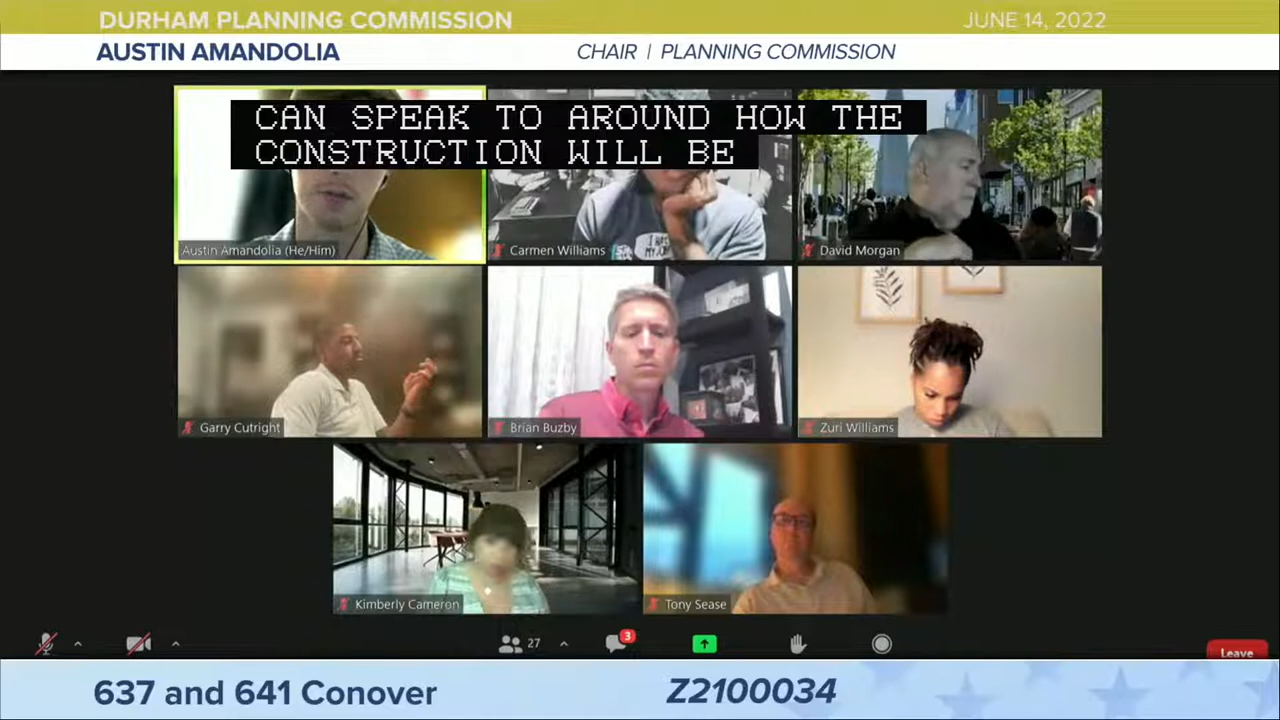 DURHAM PLANNING COMMISSION
JUNE 14, 2022
AUSTIN AMANDOLIA
CHAIR | PLANNING COMMISSION
CAN SPEAK TO AROUND HOW THE
CONSTRUCTION WILL BE
Austin Amandolia (He/Him)
Carmen Williams
David Morgan
Garry Cutright
Brian Buzby
Zuri Williams
Kimberly Cameron
Tony Sease
27
3
Leave
637 and 641 Conover
Z2100034